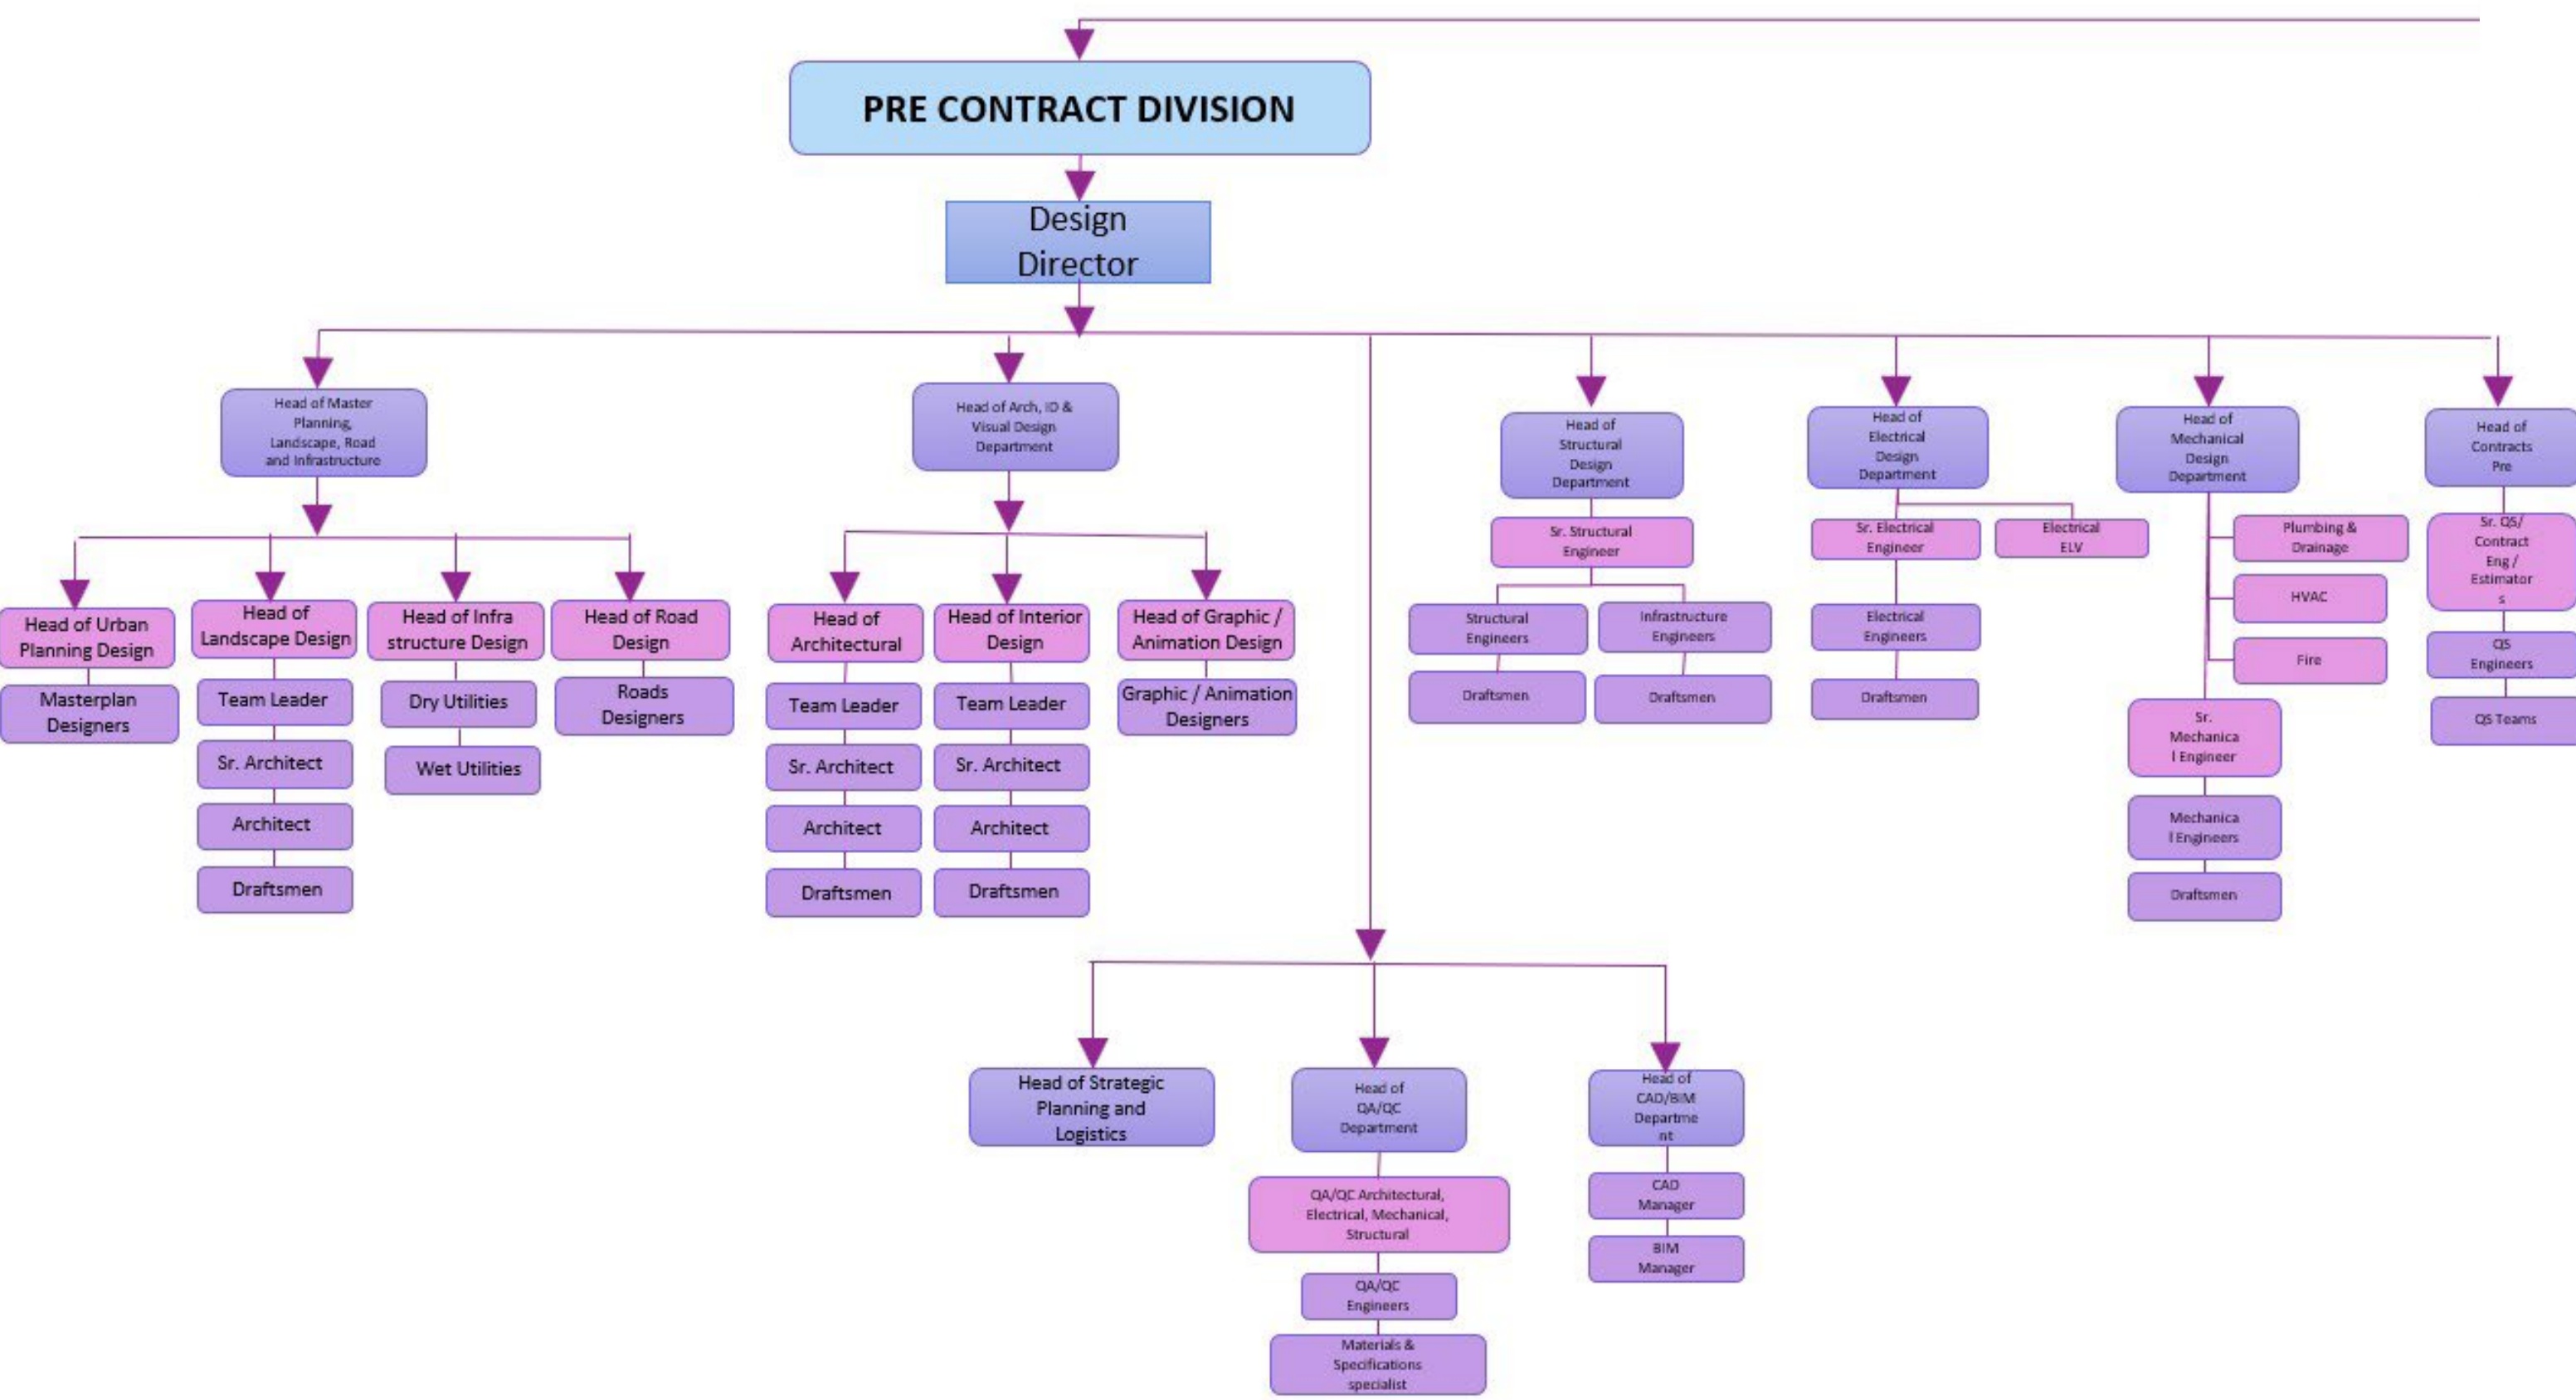 PRE CONTRACT DIVISION
Design
Director
Head of Master
Planning,
Landscape, Road
and Infrastructure
Head of Arch, ID &
Visual Design
Department
Head of
Structural
Design
Department
Head of
Electrical
Design
Department
Head of
Mechanical
Design
Department
Head of
Contracts
Pre
Head of Urban
Planning Design
Masterplan
Designers
Head of
Landscape Design
Team Leader
Sr. Architect
Architect
Draftsmen
Head of Infra
structure Design
Dry Utilities
Wet Utilities
Head of Road
Design
Roads
Designers
Head of
Architectural
Team Leader
Sr. Architect
Architect
Draftsmen
Head of Interior
Design
Team Leader
Sr. Architect
Architect
Draftsmen
Head of Graphic /
Animation Design
Graphic / Animation
Designers
Sr. Structural
Engineer
Structural
Engineers
Draftsmen
Infrastructure
Engineers
Draftsmen
Sr. Electrical
Engineer
Electrical
Engineers
Draftsmen
Electrical
ELV
Plumbing &
Drainage
HVAC
Fire
Sr.
Mechanica
l Engineer
Mechanica
l Engineers
Draftsmen
Sr. QS/
Contract
Eng /
Estimator
s
QS
Engineers
QS Teams
Head of Strategic
Planning and
Logistics
Head of
QA/QC
Department
QA/QC Architectural,
Electrical, Mechanical,
Structural
QA/QC
Engineers
Materials &
Specifications
specialist
Head of
CAD/BIM
Departme
nt
CAD
Manager
BIM
Manager